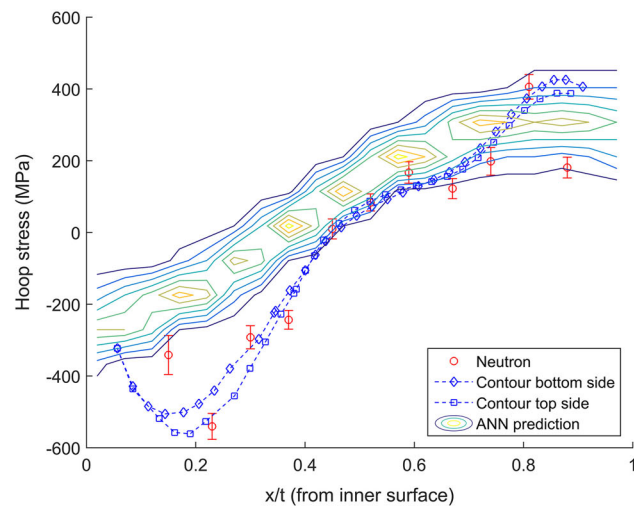 600
400
200
0
-200
-400
-600
Hoop stress (MPa)
Neutron
Contour bottom side
Contour top side
ANN prediction
0 0.2 0.4 0.6 0.8 1
x/t (from inner surface)